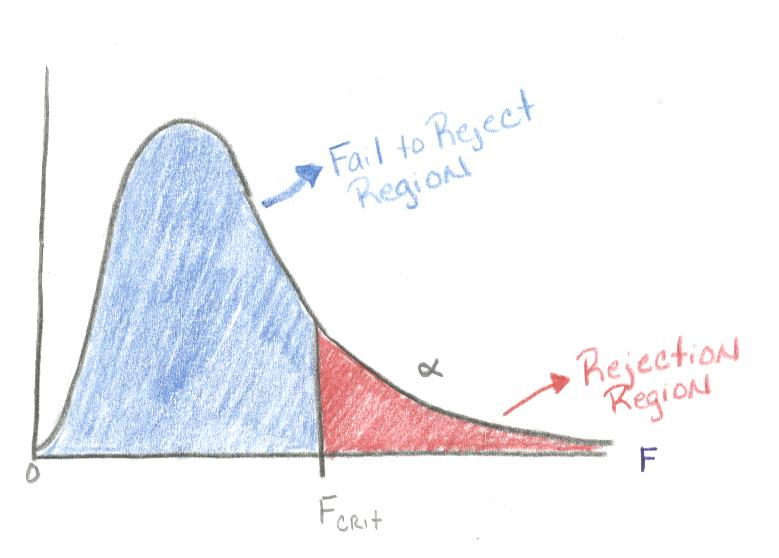 Fail to Reject
Region
α
Rejection
Region
F
0
FCRIt